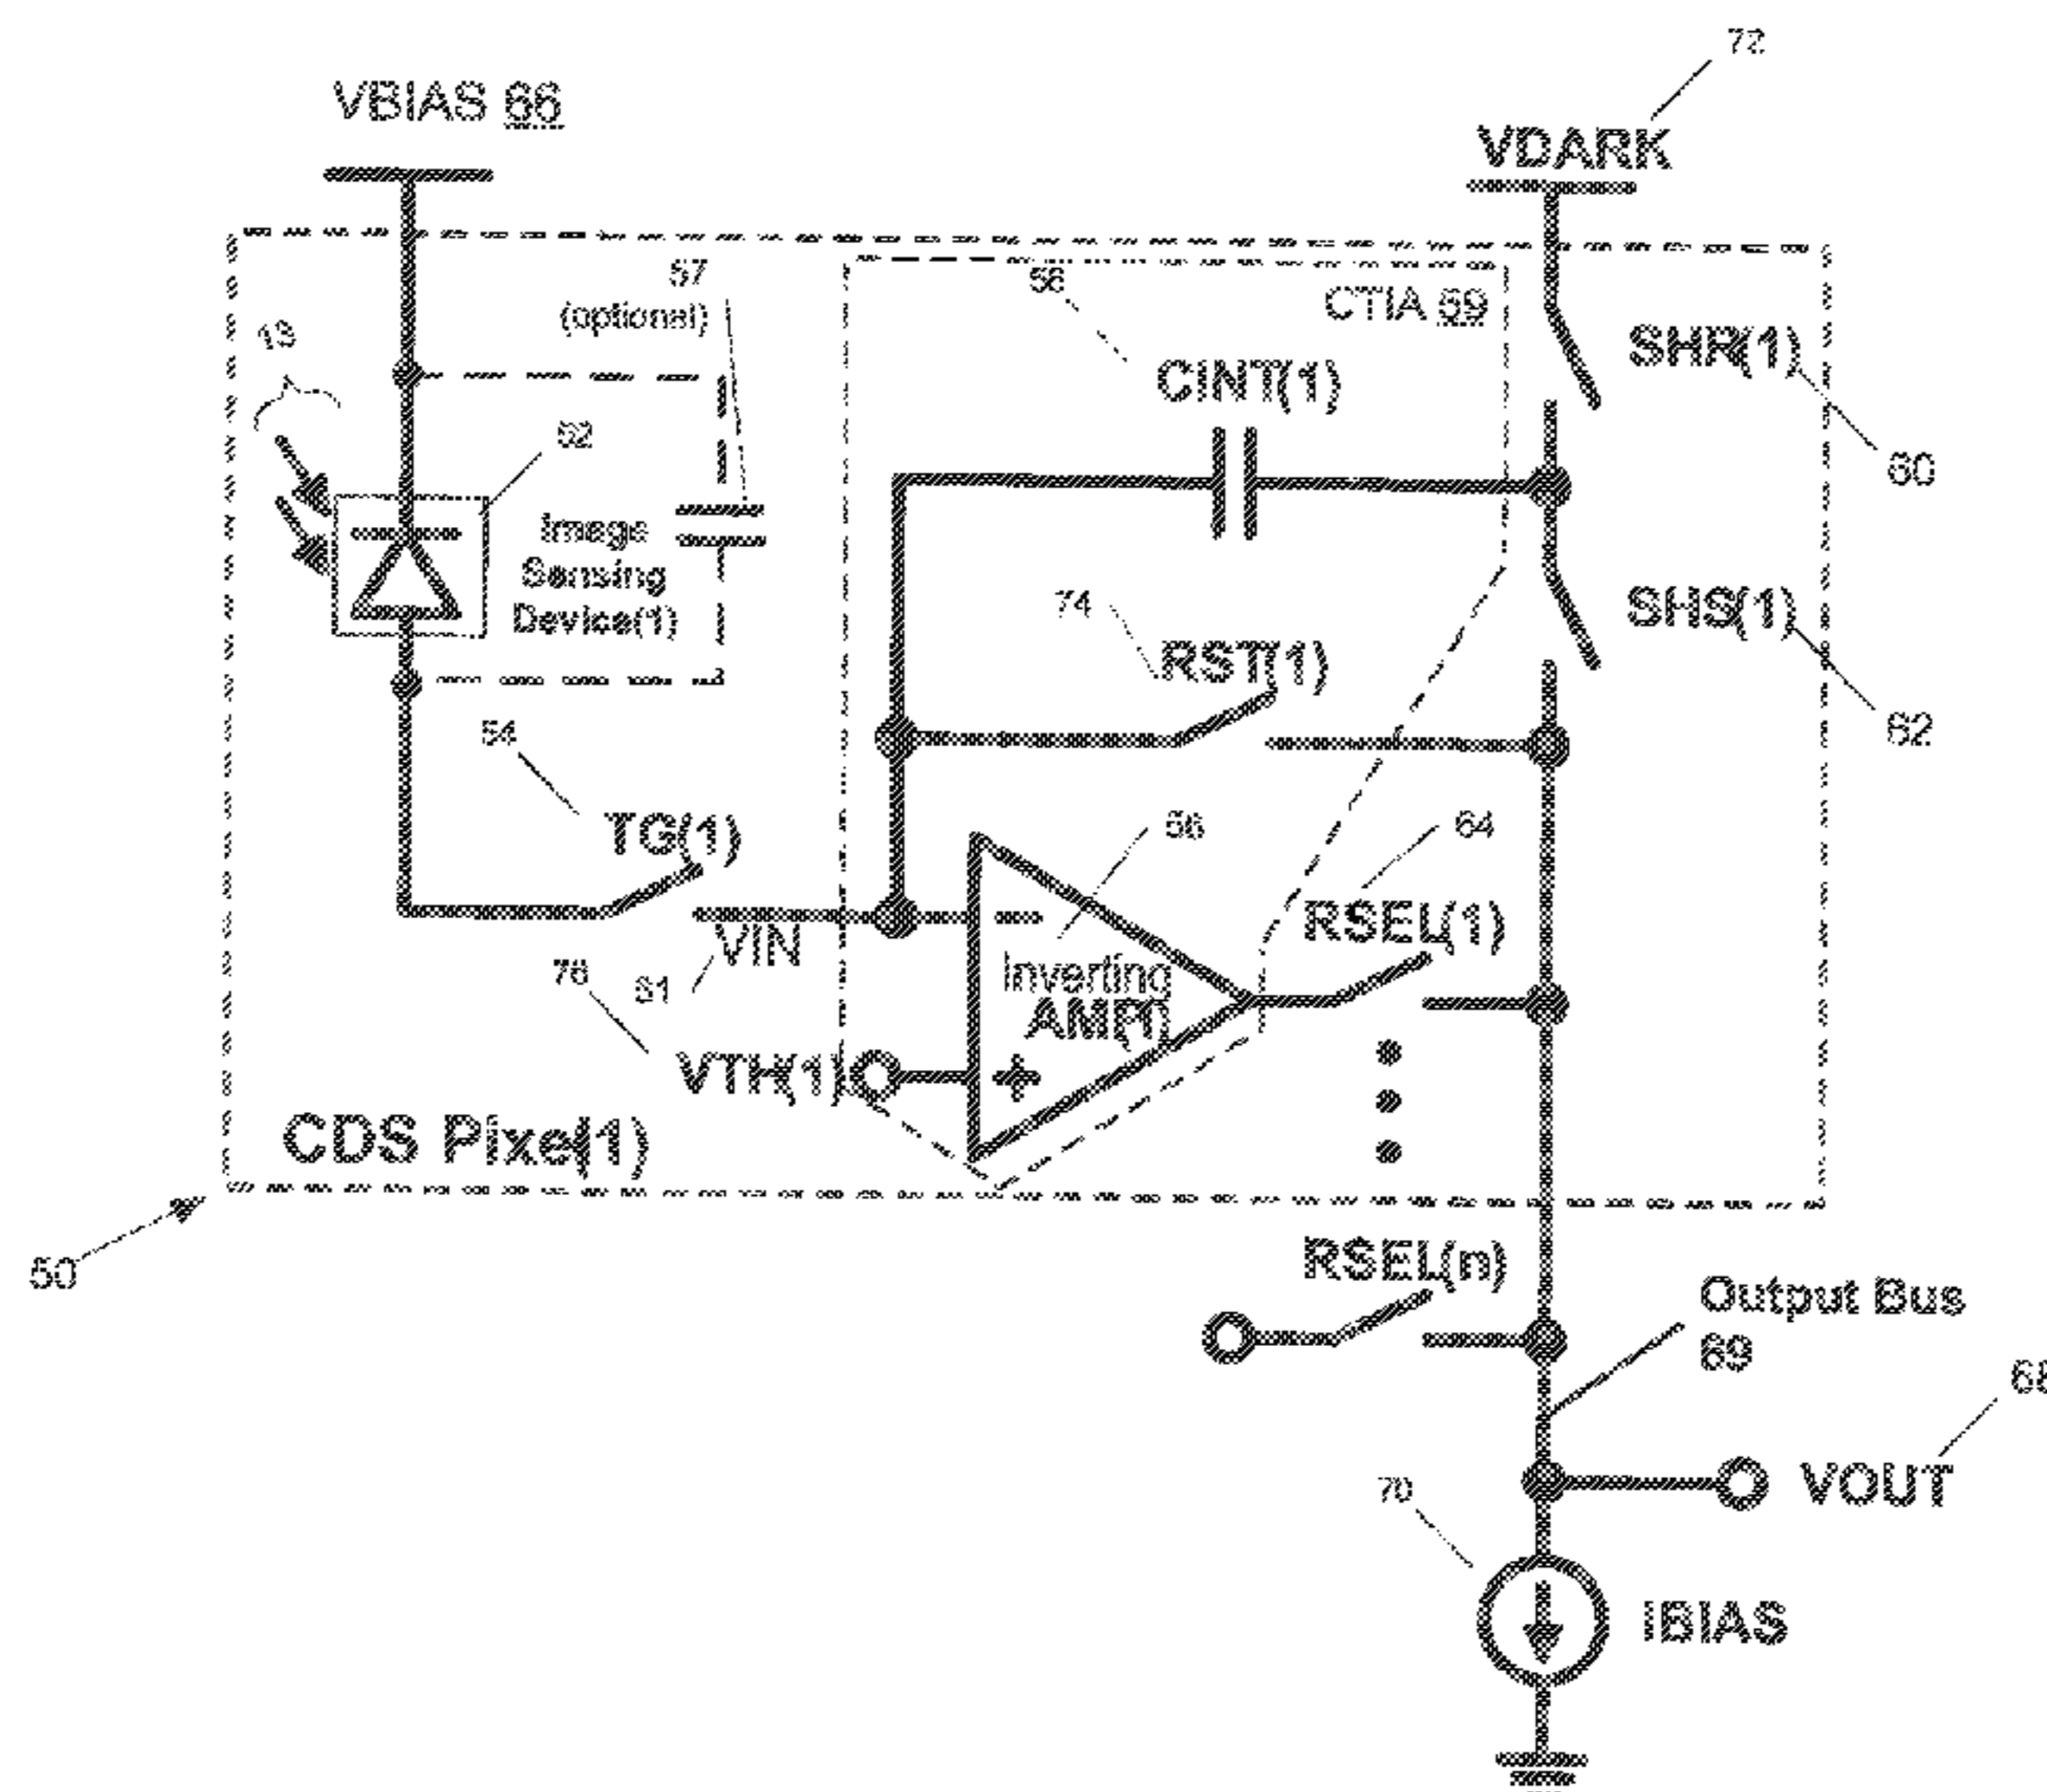 72
VBIAS 66
VDARK
57
(optional)
58
CTIA 59
13
SHR(1)
CINT(1)
52
60
Image
Sensing
Device(1)
74
SHS(1)
RST(1)
62
54
TG(1)
56
64
RSEL(1)
VIN
76
61
Inverting
AMP(1)
VTH(1)
CDS Pixel(1)
50
RSEL(n)
Output Bus
69
68
VOUT
70
IBIAS